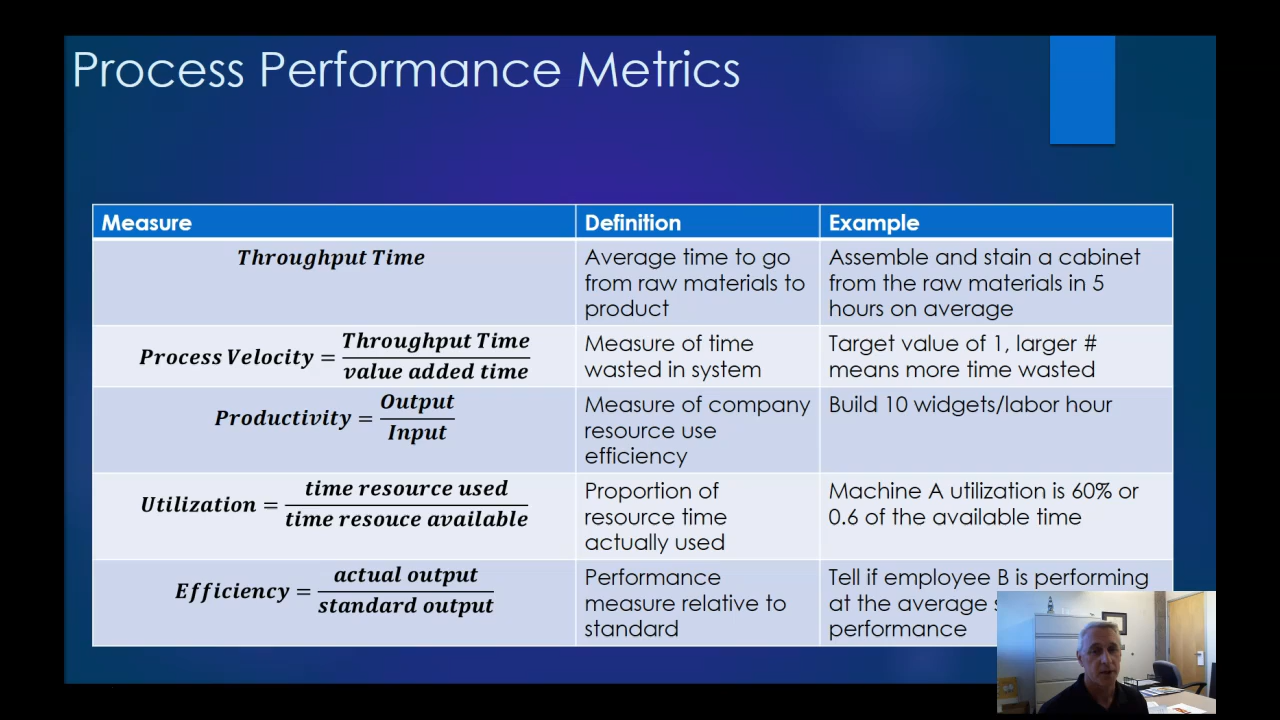 Process Performance Metrics
Measure
Definition
Example
Throughput Time
Average time to go
from raw materials to
product
Assemble and stain a cabinet
from the raw materials in 5
hours on average
Process Velocity = Throughput Time
value added time
Measure of time
wasted in system
Target value of 1, larger #
means more time wasted
Productivity = Output
Input
Measure of company
resource use
efficiency
Build 10 widgets/labor hour
Utilization = time resource used
time resouce available
Proportion of
resource time
actually used
Machine A utilization is 60% or
0.6 of the available time
Efficiency = actual output
standard output
Performance
measure relative to
standard
Tell if employee B is performing
at the average
performance